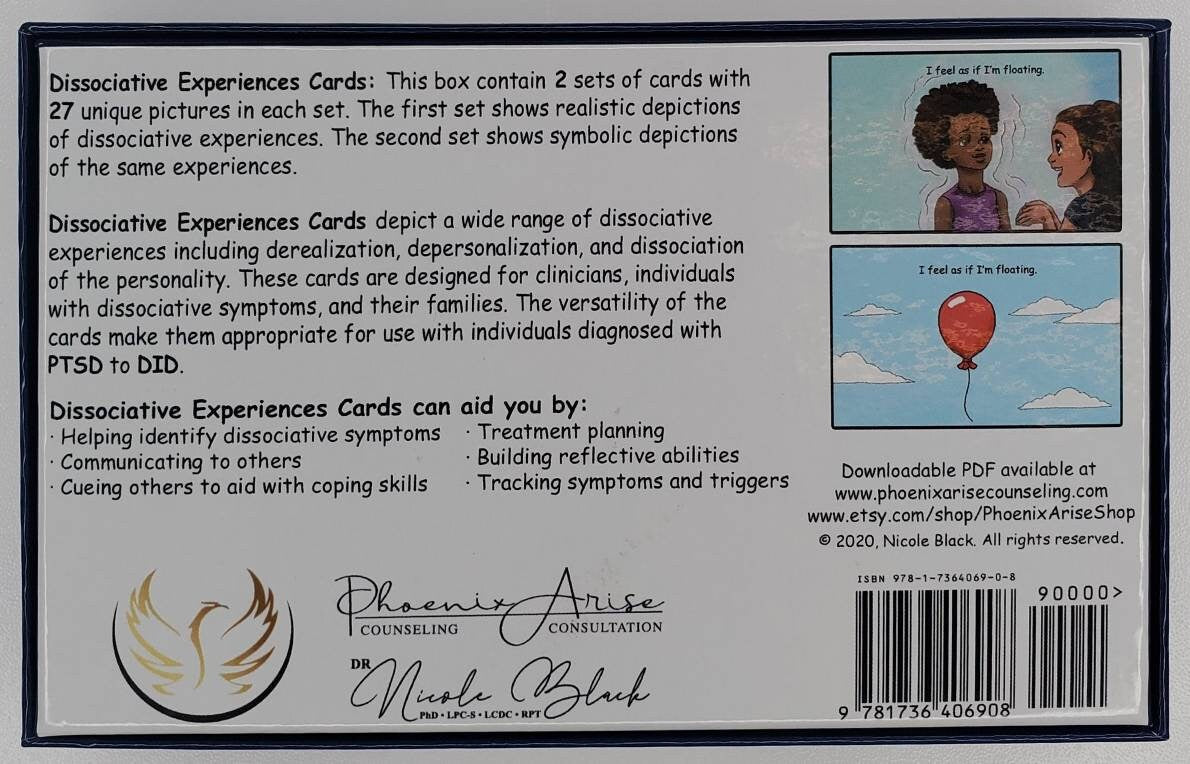 Dissociative Experiences Cards: This box contain 2 sets of cards with
27 unique pictures in each set. The first set shows realistic depictions
of dissociative experiences. The second set shows symbolic depictions
of the same experiences.
Dissociative Experiences Cards depict a wide range of dissociative
experiences including derealization, depersonalization, and dissociation
of the personality. These cards are designed for clinicians, individuals
with dissociative symptoms, and their families. The versatility of the
cards make them appropriate for use with individuals diagnosed with
PTSD to DID.
Dissociative Experiences Cards can aid you by:
· Helping identify dissociative symptoms
· Communicating to others
· Cueing others to aid with coping skills
· Treatment planning
· Building reflective abilities
· Tracking symptoms and triggers
Phoenix Arise
COUNSELING CONSULTATION
DR Nicole Black
PhD • LPC-S • LCDC • RPT
I feel as if I'm floating.
I feel as if I'm floating.
Downloadable PDF available at
www.phoenixarisecounseling.com
www.etsy.com/shop/PhoenixAriseShop
© 2020, Nicole Black. All rights reserved.
ISBN 978-1-7364069-0-8
90000>
9 781736 406908